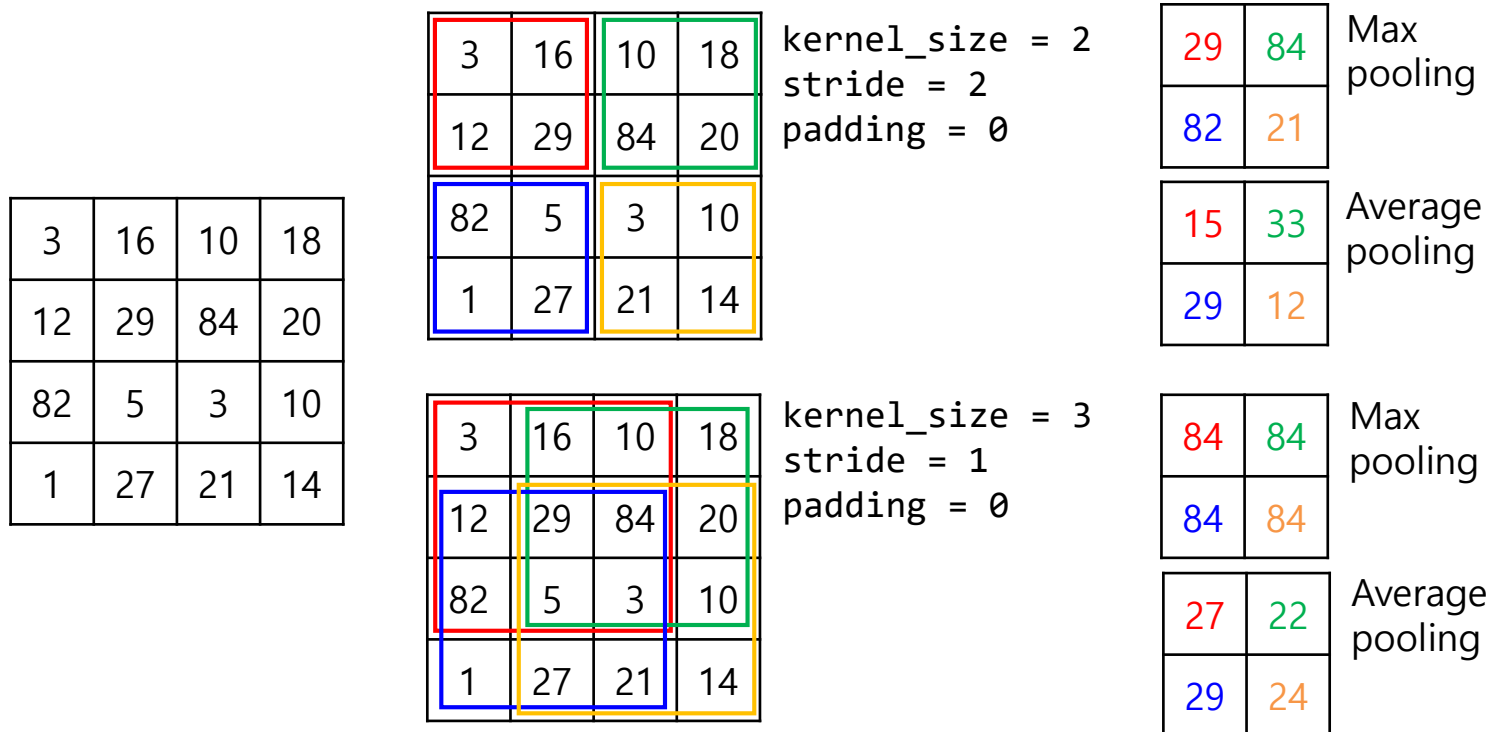 3 16 10 18
12 29 84 20
82 5 3 10
1 27 21 14
3 16 10 18
12 29 84 20
82 5 3 10
1 27 21 14
kernel_size = 2
stride = 2
padding = 0
29 84
82 21
Max
pooling
15 33
29 12
Average
pooling
3 16 10 18
12 29 84 20
82 5 3 10
1 27 21 14
kernel_size = 3
stride = 1
padding = 0
84 84
84 84
Max
pooling
27 22
29 24
Average
pooling